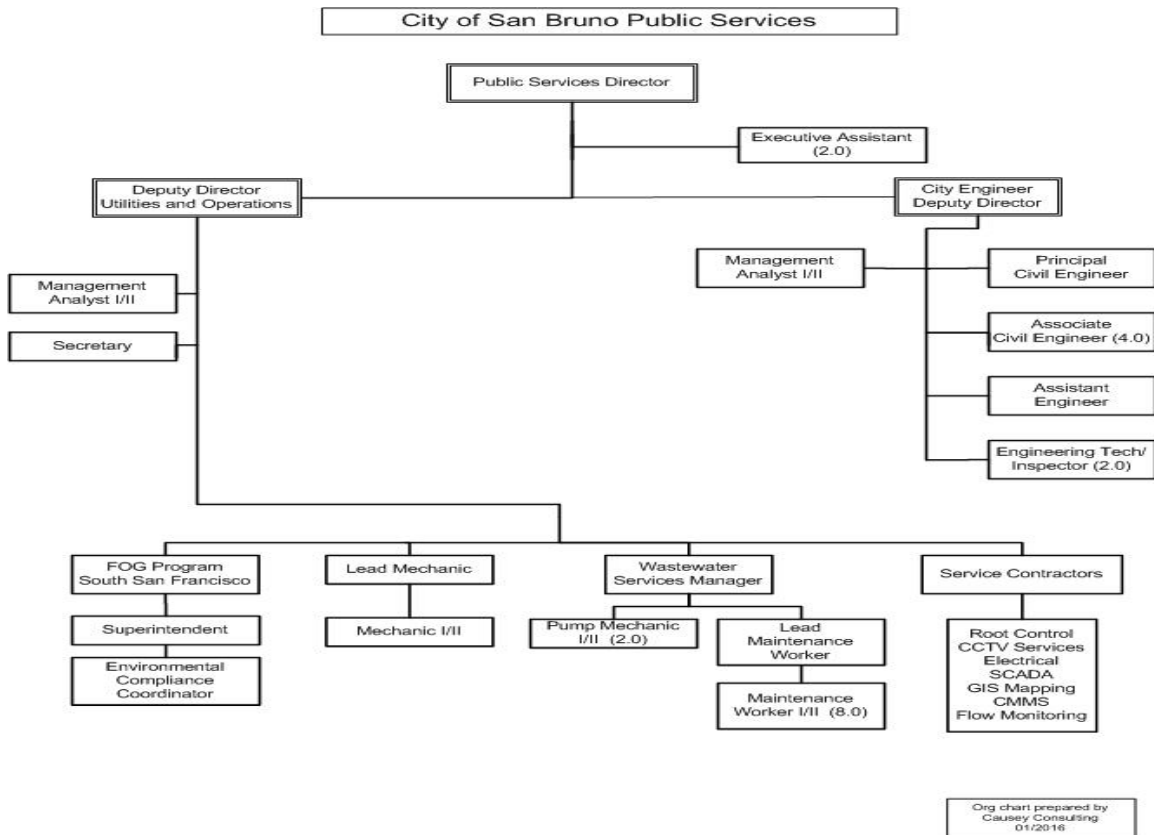 City of San Bruno Public Services
Public Services Director
Executive Assistant
(2.0)
Deputy Director
Utilities and Operations
City Engineer
Deputy Director
Management
Analyst I/II
Secretary
Management
Analyst I/II
Principal
Civil Engineer
Associate
Civil Engineer (4.0)
Assistant
Engineer
Engineering Tech/
Inspector (2.0)
FOG Program
South San Francisco
Superintendent
Environmental
Compliance
Coordinator
Lead Mechanic
Mechanic I/II
Wastewater
Services Manager
Pump Mechanic
I/II (2.0)
Lead
Maintenance
Worker
Maintenance
Worker I/II (8.0)
Service Contractors
Root Control
CCTV Services
Electrical
SCADA
GIS Mapping
CMMS
Flow Monitoring
Org chart prepared by
Causey Consulting
01/2016